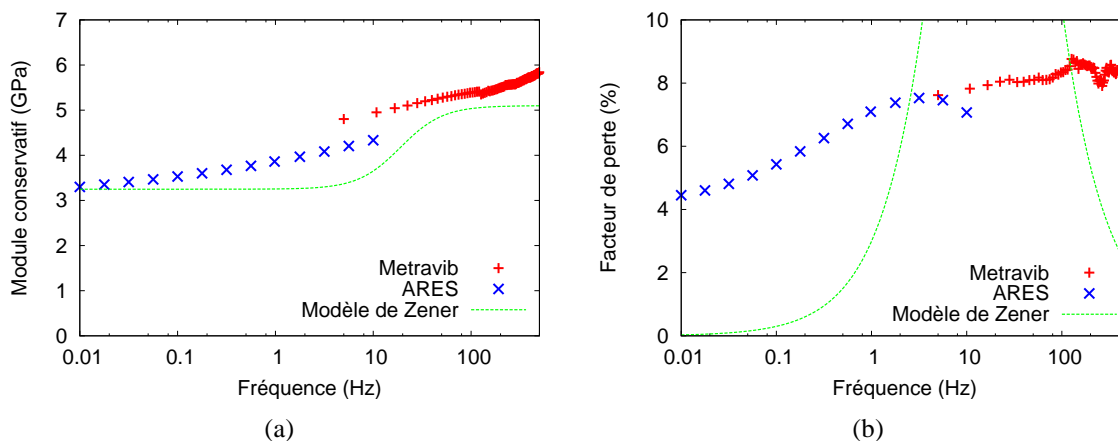 7
6
5
4
3
2
1
0
0.01 0.1 1 10 100
Module conservatif (GPa)
Fréquence (Hz)
Metravib
ARES
Modèle de Zener
(a)
10
8
6
4
2
0
0.01 0.1 1 10 100
Facteur de perte (%)
Fréquence (Hz)
Metravib
ARES
Modèle de Zener
(b)